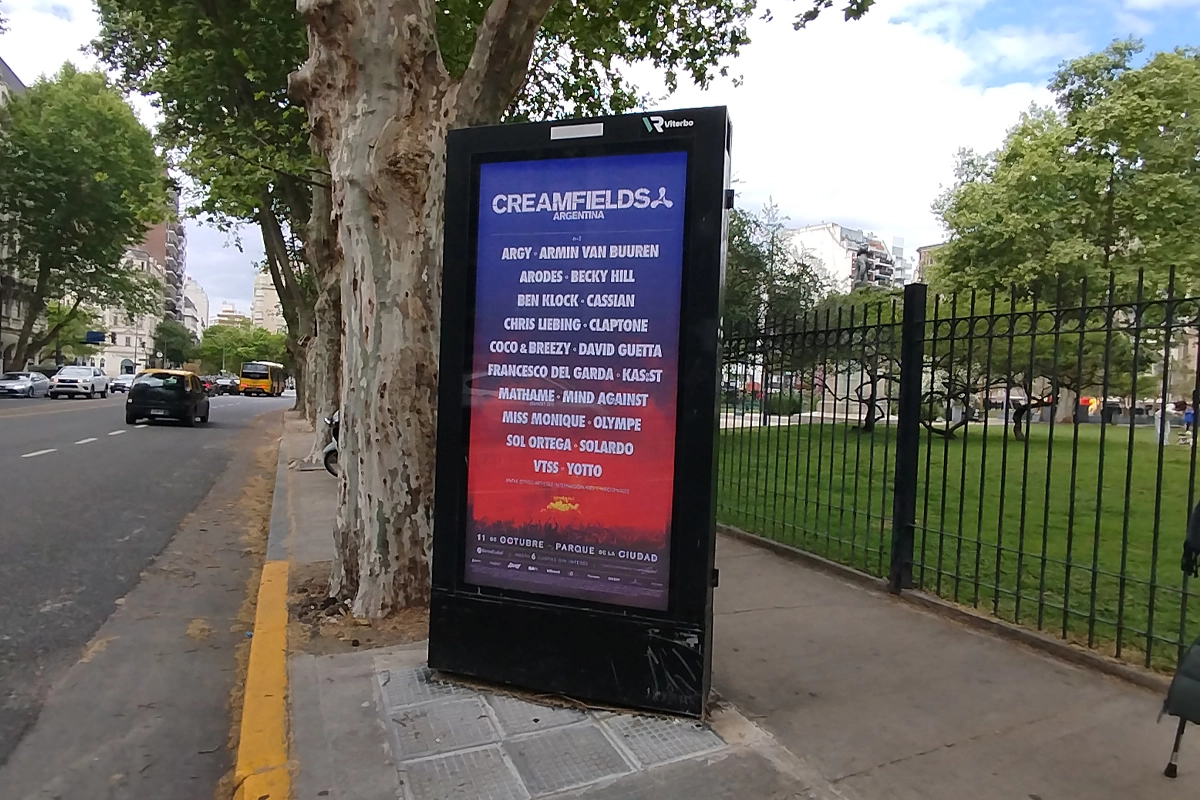 VR Viterbo
CREAMFIELDS
ARGENTINA
ARGY · ARMIN VAN BUUREN
ARODES · BECKY HILL
BEN KLOCK · CASSIAN
CHRIS LIEBING · CLAPTONE
COCO & BREEZY · DAVID GUETTA
FRANCESCO DEL GARDA · KAS:ST
MATHAME · MIND AGAINST
MISS MONIQUE · OLYMPE
SOL ORTEGA · SOLARDO
VTSS · YOTTO
11 DE OCTUBRE - PARQUE DE LA CIUDAD
6